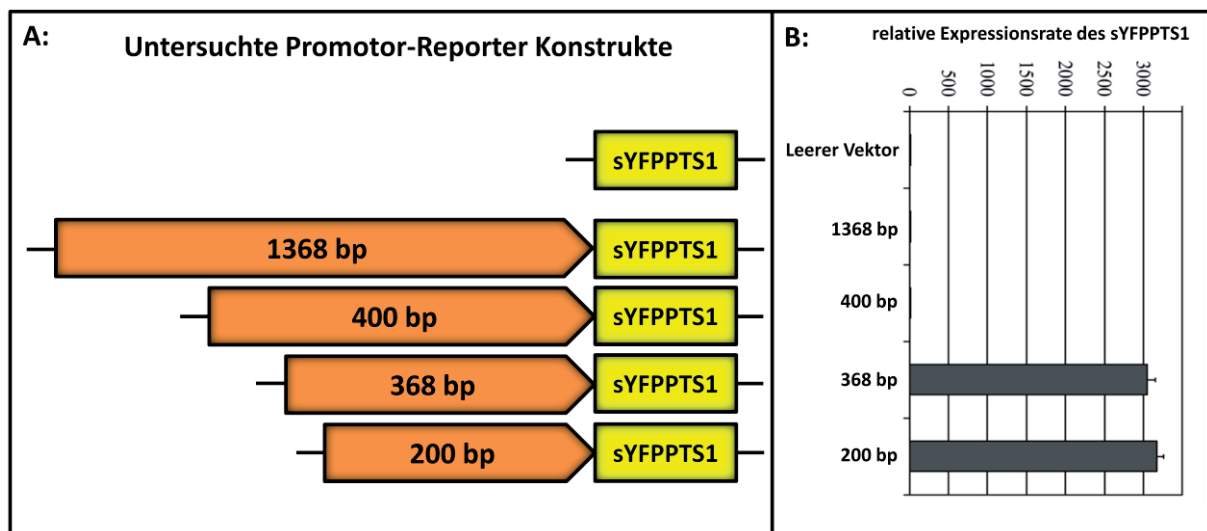 A:
Untersuchte Promotor-Reporter Konstrukte
sYFPPTS1
1368 bp
sYFPPTS1
400 bp
sYFPPTS1
368 bp
sYFPPTS1
200 bp
sYFPPTS1
B:
relative Expressionsrate des sYFPPTS1
0
500
1000
1500
2000
2500
3000
Leerer Vektor
1368 bp
400 bp
368 bp
200 bp